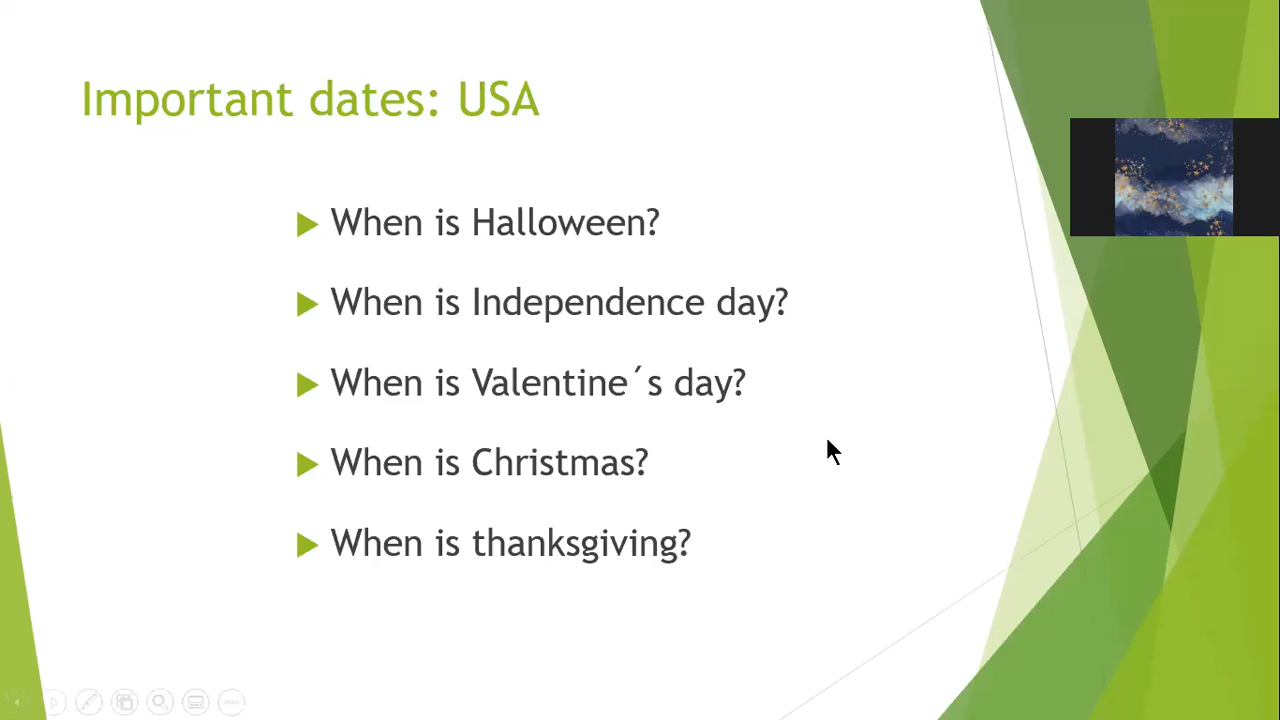 Important dates: USA
When is Halloween?
When is Independence day?
When is Valentine´s day?
When is Christmas?
When is thanksgiving?